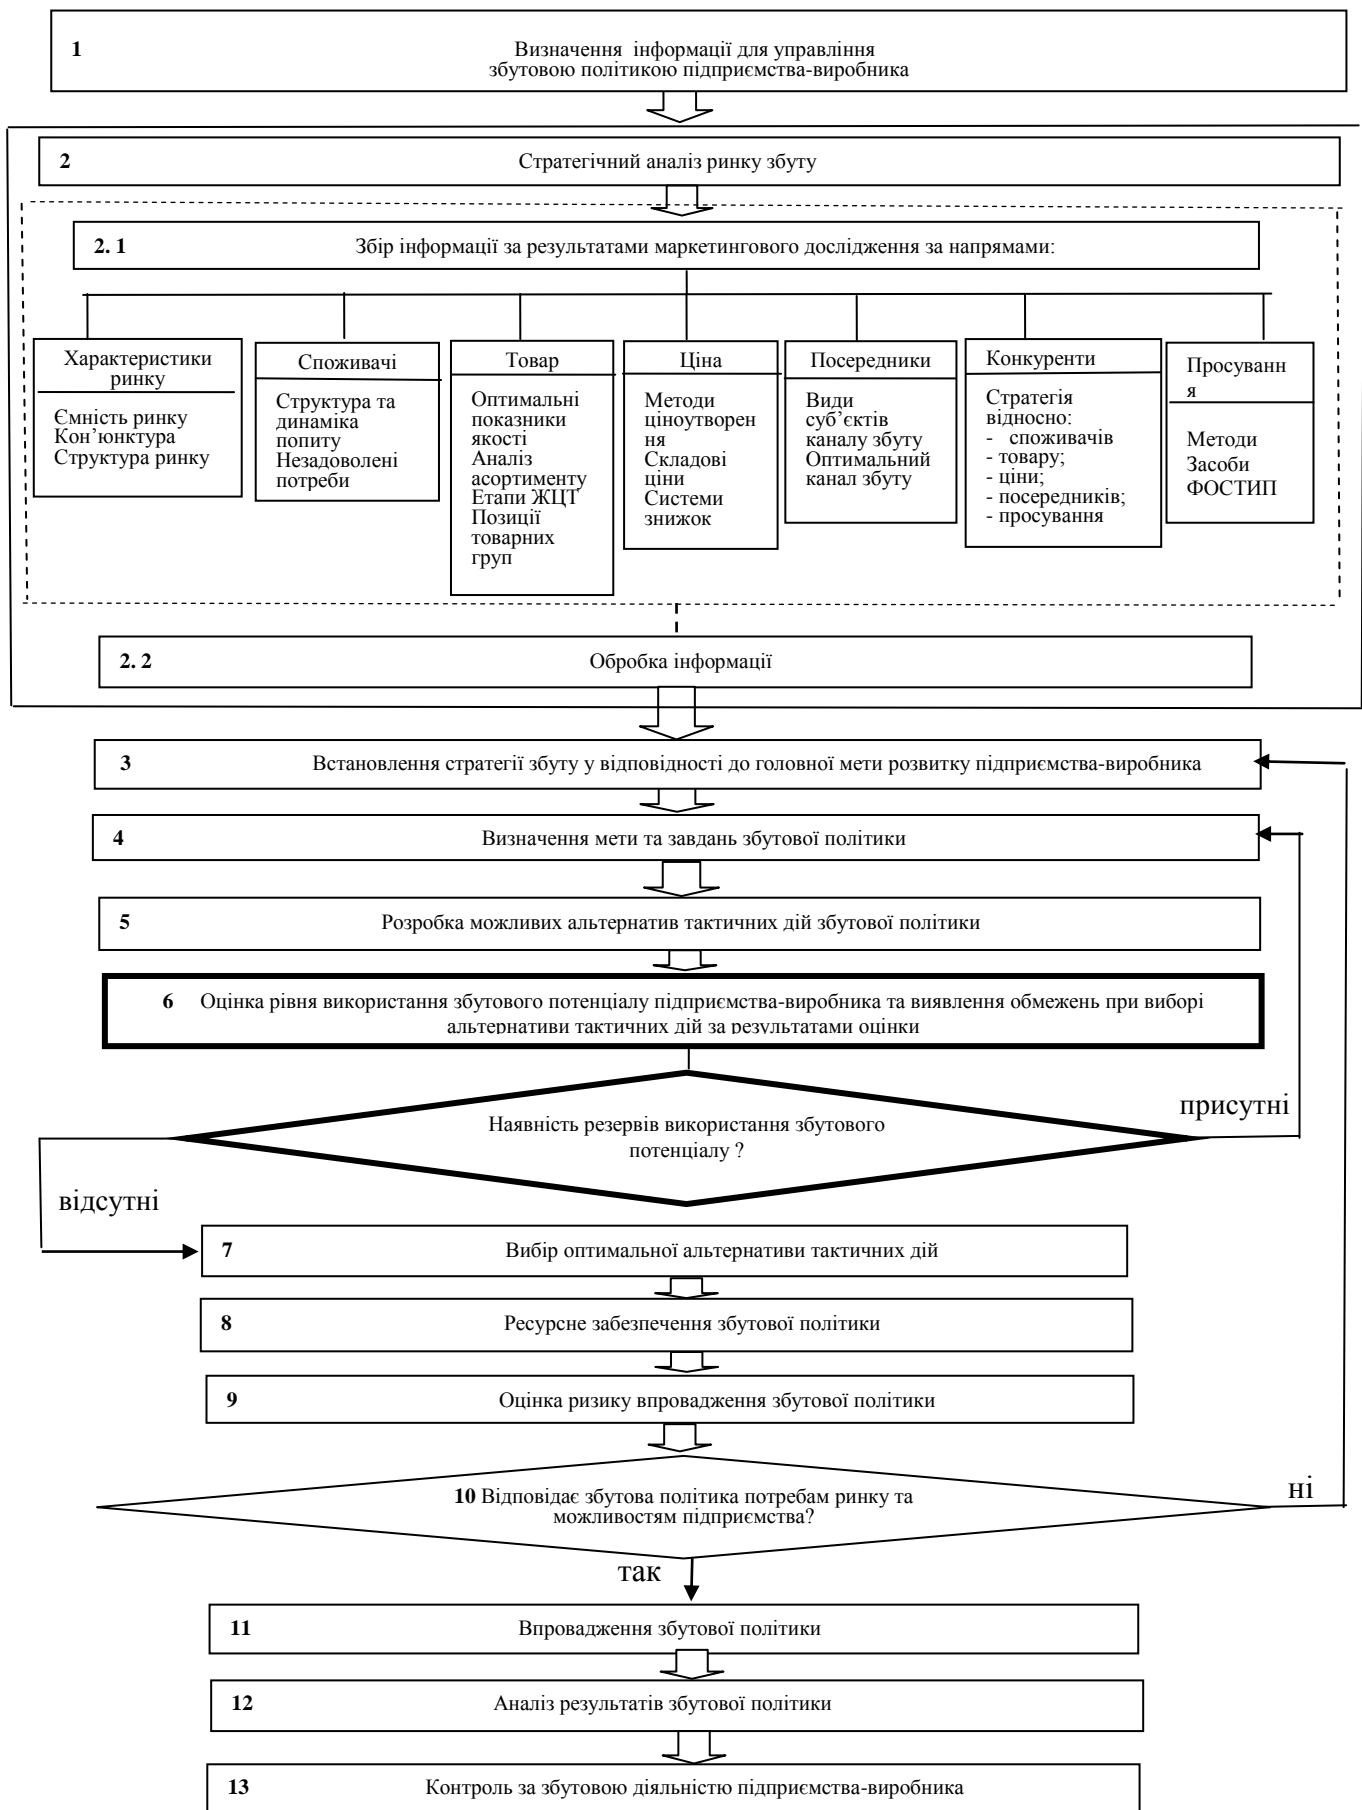 1 Визначення інформації для управління
збутовою політикою підприємства-виробника
2 Стратегічний аналіз ринку збуту
2. 1 Збір інформації за результатами маркетингового дослідження за напрямами:
Характеристики
ринку
Ємність ринку
Кон’юнктура
Структура ринку
Споживачі
Структура та
динаміка
попиту
Незадоволені
потреби
Товар
Оптимальні
показники
якості
Аналіз
асортименту
Етапи ЖЦТ
Позиції
товарних
груп
Ціна
Методи
ціноутворен
ня
Складові
ціни
Системи
знижок
Посередники
Види
суб’єктів
каналу збуту
Оптимальний
канал збуту
Конкуренти
Стратегія
відносно:
- споживачів
- товару;
- ціни;
- посередників;
- просування
Просуванн
я
Методи
Засоби
ФОСТИП
2. 2 Обробка інформації
3 Встановлення стратегії збуту у відповідності до головної мети розвитку підприємства-виробника
4 Визначення мети та завдань збутової політики
5 Розробка можливих альтернатив тактичних дій збутової політики
6 Оцінка рівня використання збутового потенціалу підприємства-виробника та виявлення обмежень при виборі
альтернативи тактичних дій за результатами оцінки
присутні
Наявність резервів використання збутового
потенціалу ?
відсутні
7 Вибір оптимальної альтернативи тактичних дій
8 Ресурсне забезпечення збутової політики
9 Оцінка ризику впровадження збутової політики
10 Відповідає збутова політика потребам ринку та
можливостям підприємства?
ні
так
11 Впровадження збутової політики
12 Аналіз результатів збутової політики
13 Контроль за збутовою діяльністю підприємства-виробника